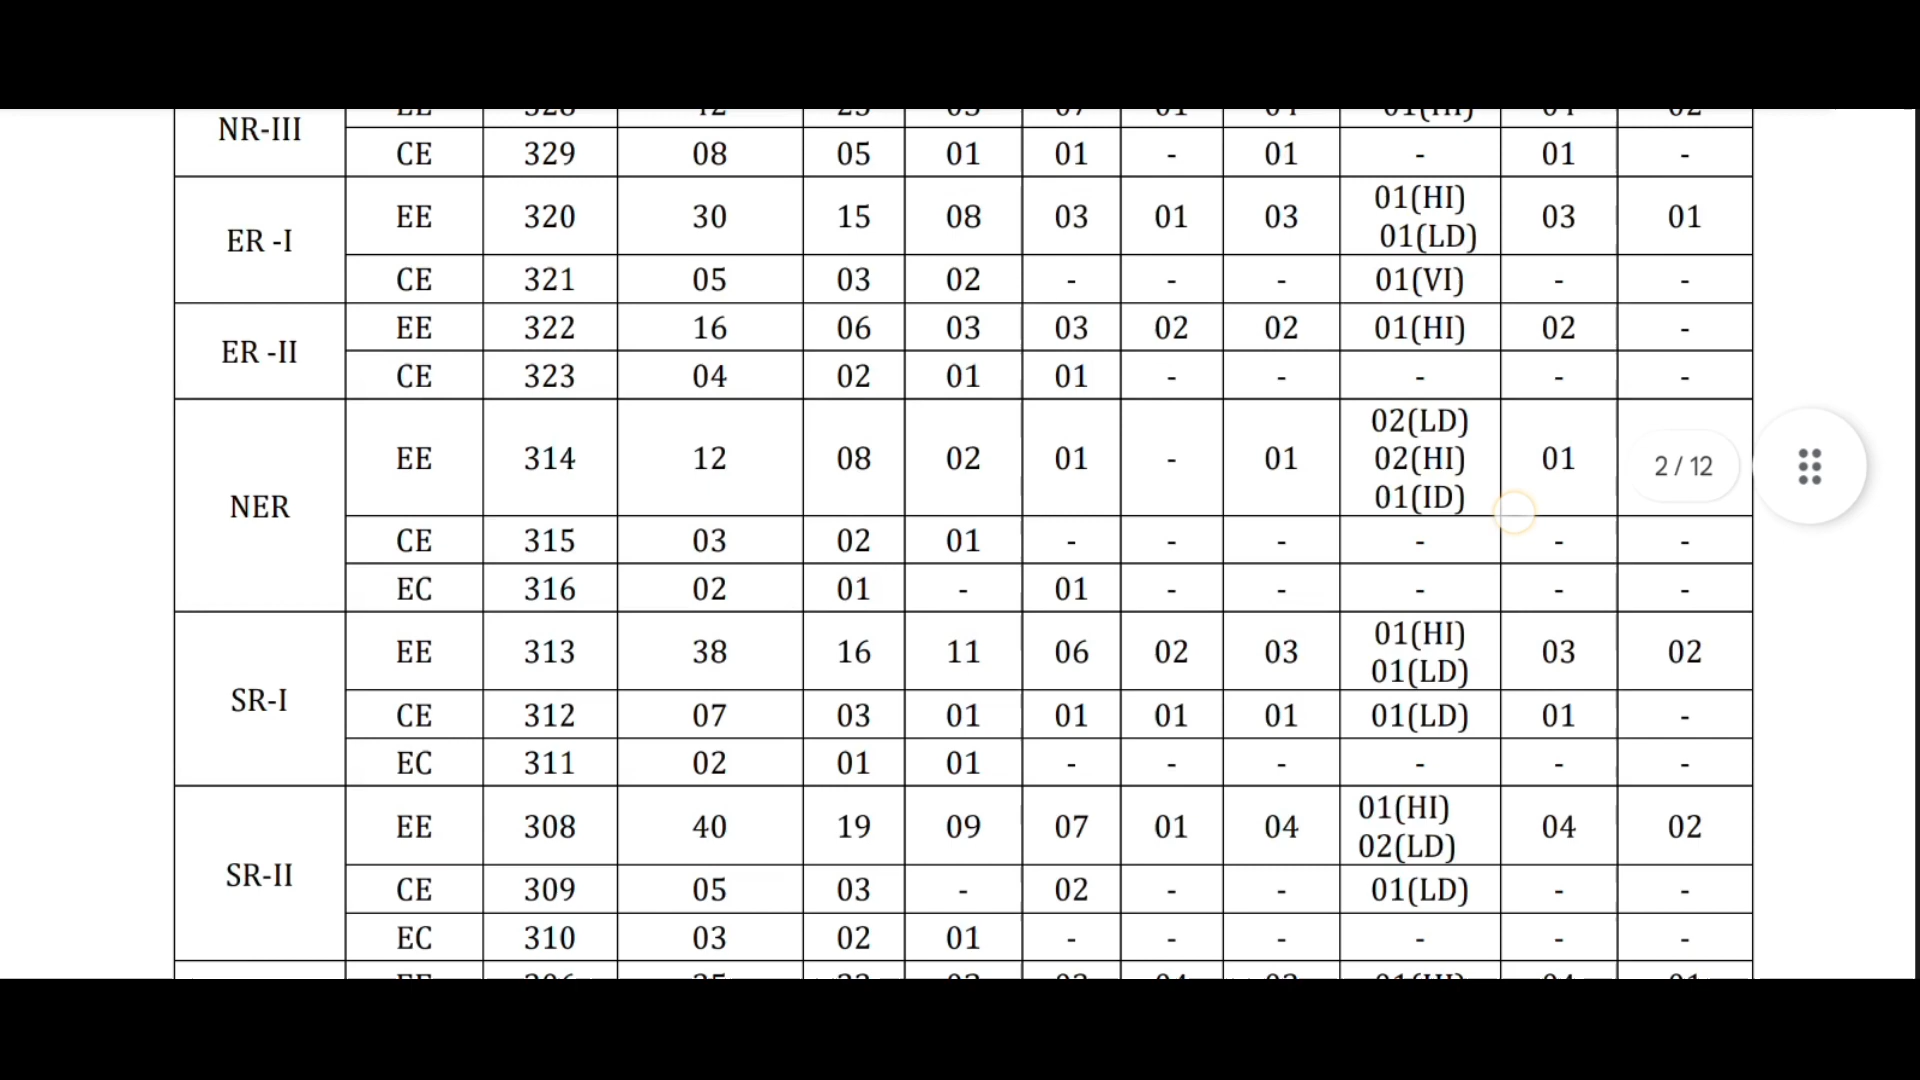 NR-III
CE 329 08 05 01 01 - 01 - 01 -
ER -I
EE 320 30 15 08 03 01 03 01(HI) 01(LD) 03 01
CE 321 05 03 02 - - - 01(VI) - -
ER -II
EE 322 16 06 03 03 02 02 01(HI) 02 -
CE 323 04 02 01 01 - - - - -
NER
EE 314 12 08 02 01 - 01 02(LD) 02(HI) 01(ID) 01
2 / 12
CE 315 03 02 01 - - - - - -
EC 316 02 01 - 01 - - - - -
SR-I
EE 313 38 16 11 06 02 03 01(HI) 01(LD) 03 02
CE 312 07 03 01 01 01 01 01(LD) 01 -
EC 311 02 01 01 - - - - - -
SR-II
EE 308 40 19 09 07 01 04 01(HI) 02(LD) 04 02
CE 309 05 03 - 02 - - 01(LD) - -
EC 310 03 02 01 - - - - - -